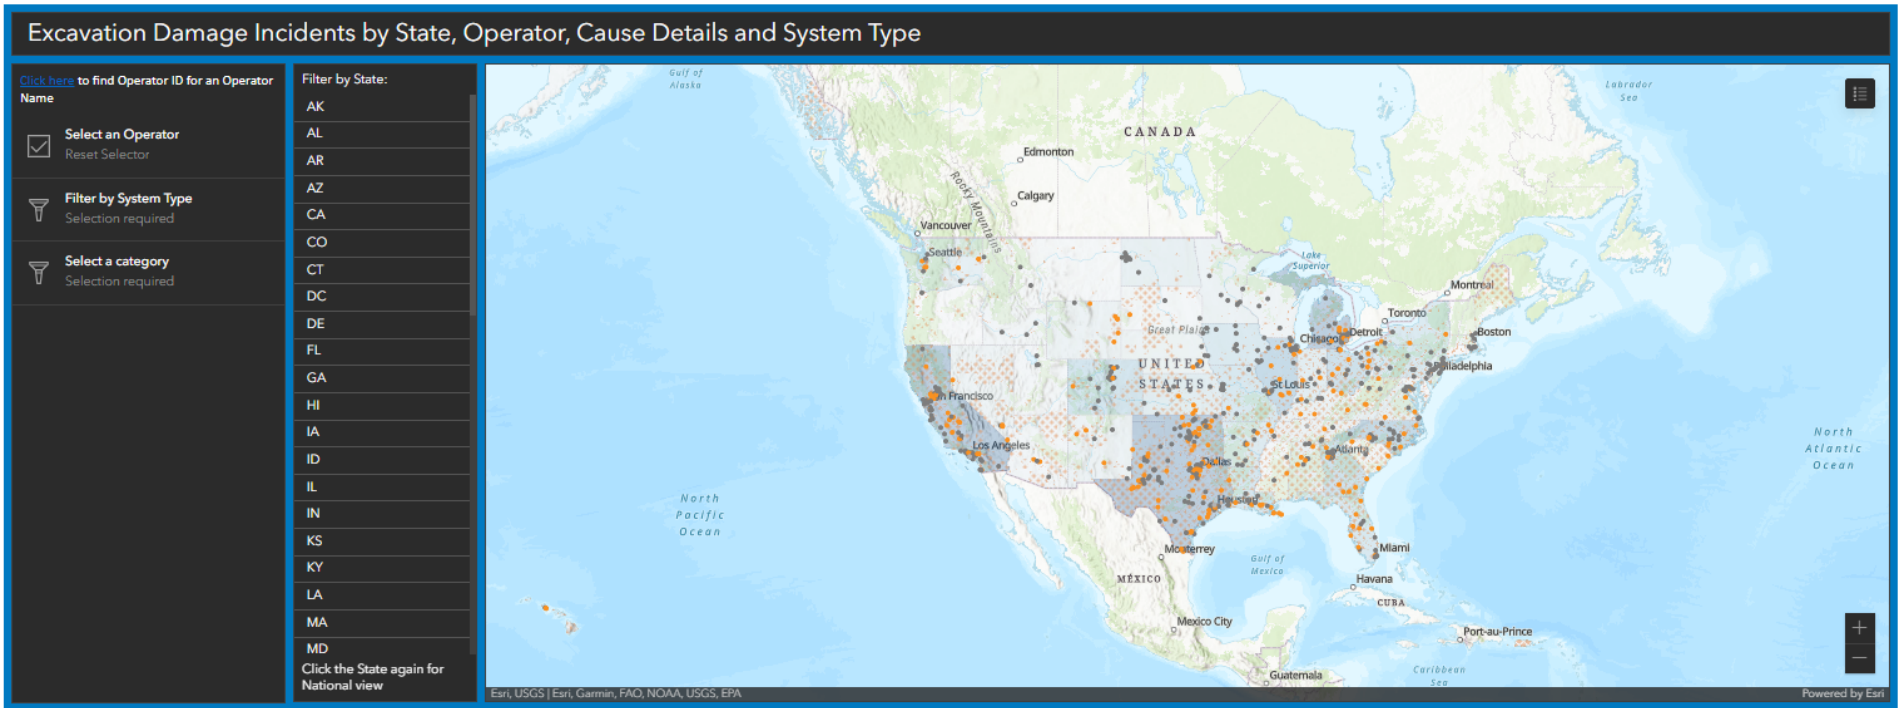 Excavation Damage Incidents by State, Operator, Cause Details and System Type
Click here to find Operator ID for an Operator
Name
Select an Operator
Reset Selector
Filter by System Type
Selection required
Select a category
Selection required
Filter by State:
AK
AL
AR
AZ
CA
CO
CT
DC
DE
FL
GA
HI
IA
ID
IL
IN
KS
KY
LA
MA
MD
Click the State again for
National view
Gulf of
Alaska
Labrador
Sea
CANADA
Edmonton
Rocky Mountains
Calgary
Vancouver
Seattle
Lake
Superior
Montreal
Toronto
Great Plains
Chicago
Detroit
Boston
UNITED
STATES
Philadelphia
St Louis
San Francisco
Los Angeles
Atlanta
Dallas
Houston
North
Pacific
Ocean
North
Atlantic
Ocean
Monterrey
Miami
Gulf of
Mexico
MÉXICO
Havana
CUBA
Mexico City
Port-au-Prince
Guatemala
Caribbean
Sea
Esri, USGS | Esri, Garmin, FAO, NOAA, USGS, EPA
Powered by Esri